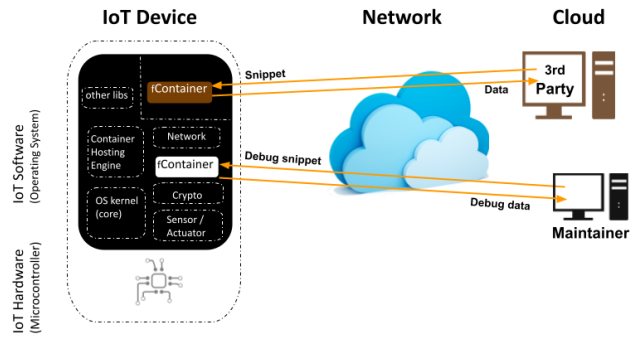 IoT Device
Network
Cloud
fContainer
other libs
Snippet
Data
3rd
Party
Container
Hosting
Engine
Network
fContainer
Debug snippet
OS kernel
(core)
Crypto
Sensor /
Actuator
Debug data
Maintainer
IoT Software
(Operating System)
IoT Hardware
(Microcontroller)